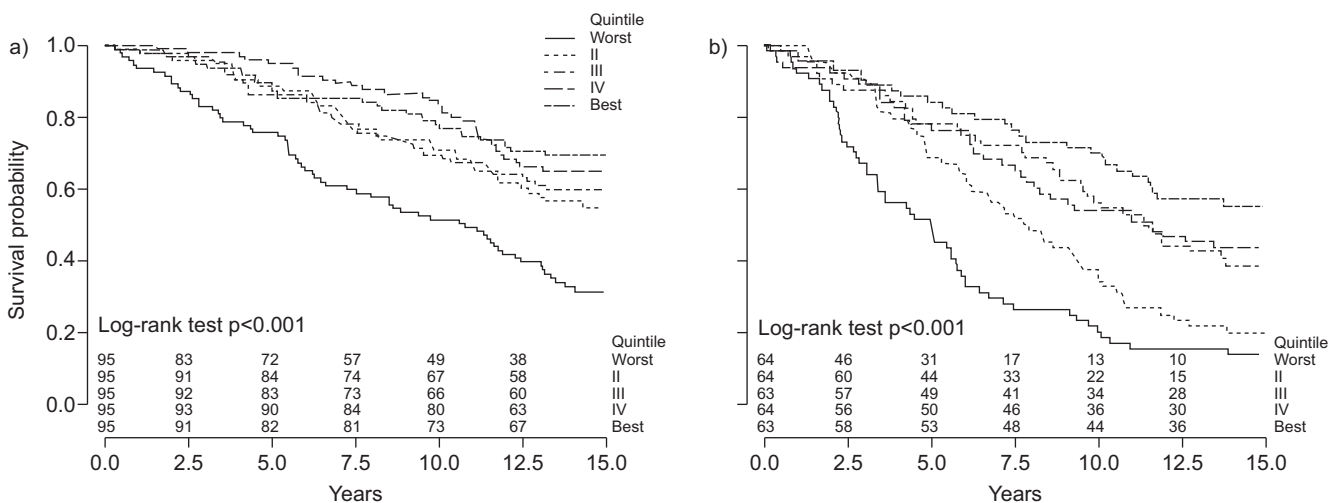 a)
Survival probability
1.0
0.8
0.6
0.4
0.2
0.0
Quintile
Worst
II
III
IV
Best
Log-rank test p<0.001
Quintile
95 83 72 57 49 38 Worst
95 91 84 74 67 58 II
95 92 83 73 66 60 III
95 93 90 84 80 63 IV
95 91 82 81 73 67 Best
0.0 2.5 5.0 7.5 10.0 12.5 15.0
Years
b)
Quintile
Worst
II
III
IV
Best
Log-rank test p<0.001
Quintile
64 46 31 17 13 10 Worst
64 60 44 33 22 15 II
63 57 49 41 34 28 III
64 56 50 46 36 30 IV
63 58 53 48 44 36 Best
0.0 2.5 5.0 7.5 10.0 12.5 15.0
Years